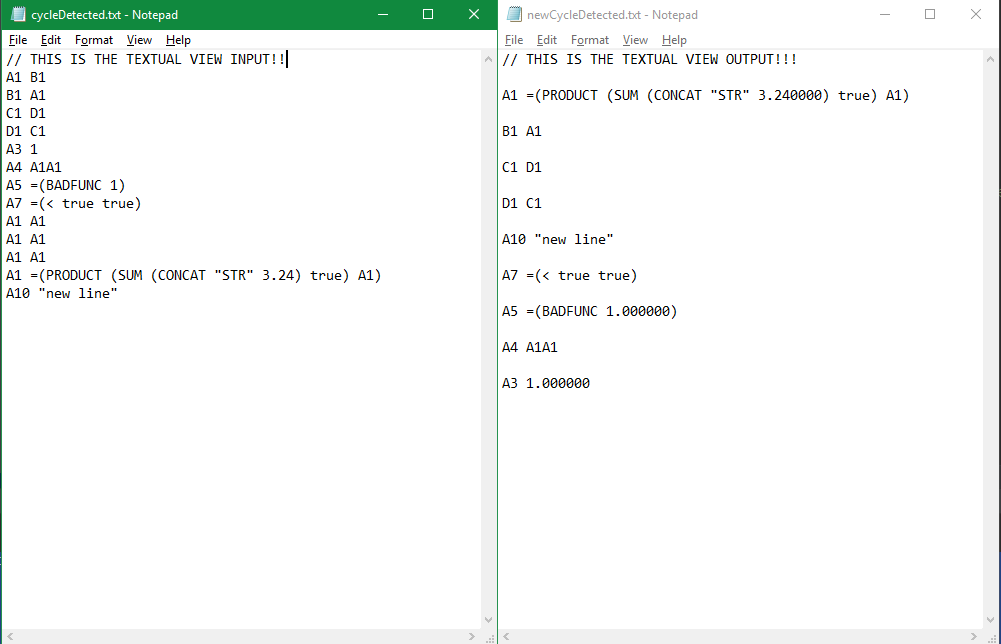 cycleDetected.txt - Notepad
File Edit Format View Help
// THIS IS THE TEXTUAL VIEW INPUT!!
A1 B1
B1 A1
C1 D1
D1 C1
A3 1
A4 A1A1
A5 =(BADFUNC 1)
A7 =(< true true)
A1 A1
A1 A1
A1 A1
A1 =(PRODUCT (SUM (CONCAT "STR" 3.24) true) A1)
A10 "new line"
newCycleDetected.txt - Notepad
File Edit Format View Help
// THIS IS THE TEXTUAL VIEW OUTPUT!!!
A1 =(PRODUCT (SUM (CONCAT "STR" 3.240000) true) A1)
B1 A1
C1 D1
D1 C1
A10 "new line"
A7 =(< true true)
A5 =(BADFUNC 1.000000)
A4 A1A1
A3 1.000000